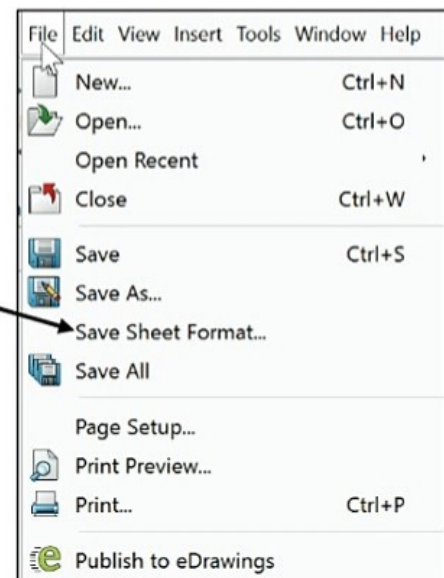 File Edit View Insert Tools Window Help
New... Ctrl+N
Open... Ctrl+O
Open Recent
Close Ctrl+W
Save Ctrl+S
Save As...
Save Sheet Format...
Save All
Page Setup...
Print Preview...
Print... Ctrl+P
Publish to eDrawings